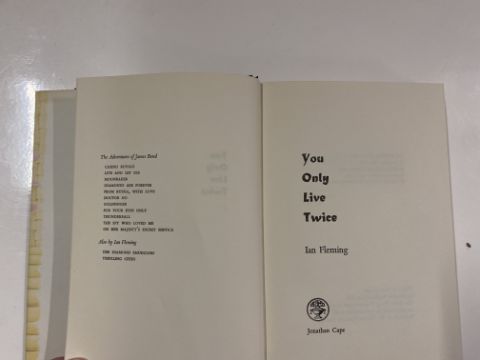 The Adventures of James Bond
CASINO ROYALE
LIVE AND LET DIE
MOONRAKER
DIAMONDS ARE FOREVER
FROM RUSSIA, WITH LOVE
DOCTOR NO
GOLDFINGER
FOR YOUR EYES ONLY
THUNDERBALL
THE SPY WHO LOVED ME
ON HER MAJESTY'S SECRET SERVICE
Also by Ian Fleming
THE DIAMOND SMUGGLERS
THRILLING CITIES
You
Only
Live
Twice
Ian Fleming
Jonathan Cape